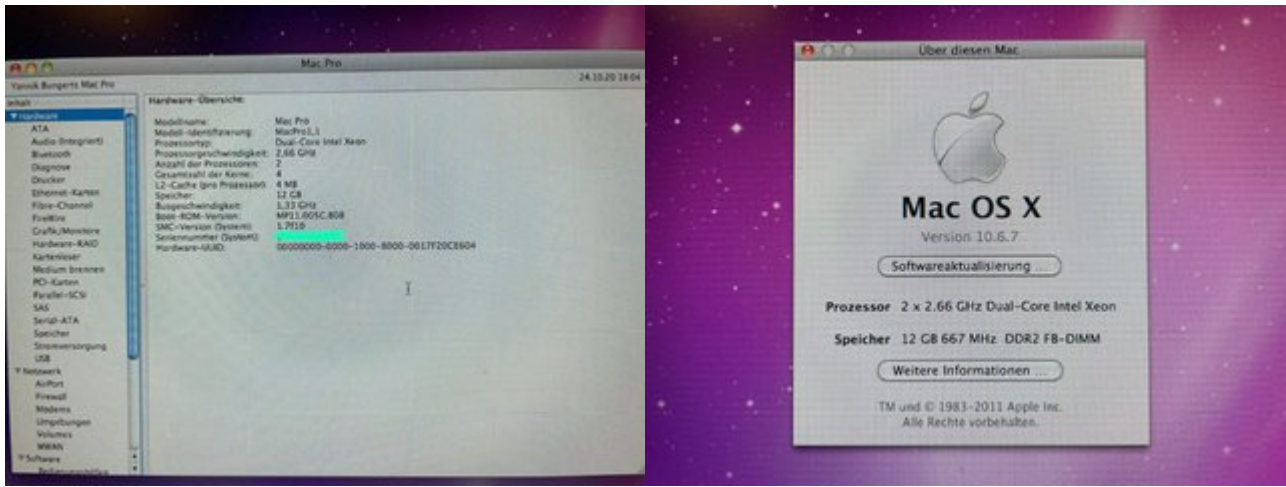 Mac Pro
Yannik Bungerts Mac Pro
24.10.20 18:04
Inhalt
Hardware
ATA
Audio (Integriert)
Bluetooth
Diagnose
Drucker
Ethernet-Karten
Fibre-Channel
FireWire
Grafik/Monitore
Hardware-RAID
Kartenleser
Medium brennen
PCI-Karten
Parallel-SCSI
SAS
Serial-ATA
Speicher
Stromversorgung
USB
Netzwerk
AirPort
Firewall
Modems
Umgebungen
Volumes
WWAN
Software
Bedienungshilfen
Hardware-Übersicht:
Modellname: Mac Pro
Modell-Identifizierung: MacPro1,1
Prozessortyp: Dual-Core Intel Xeon
Prozessorgeschwindigkeit: 2,66 GHz
Anzahl der Prozessoren: 2
Gesamtzahl der Kerne: 4
L2-Cache (pro Prozessor): 4 MB
Speicher: 12 GB
Busgeschwindigkeit: 1,33 GHz
Boot-ROM-Version: MP11.005C.B08
SMC-Version (System): 1.7f10
Seriennummer (System):
Hardware-UUID: 00000000-0000-1000-8000-0017F20CE604
Über diesen Mac
Mac OS X
Version 10.6.7
Softwareaktualisierung ...
Prozessor 2 x 2.66 GHz Dual-Core Intel Xeon
Speicher 12 GB 667 MHz DDR2 FB-DIMM
Weitere Informationen ...
TM und © 1983-2011 Apple Inc.
Alle Rechte vorbehalten.